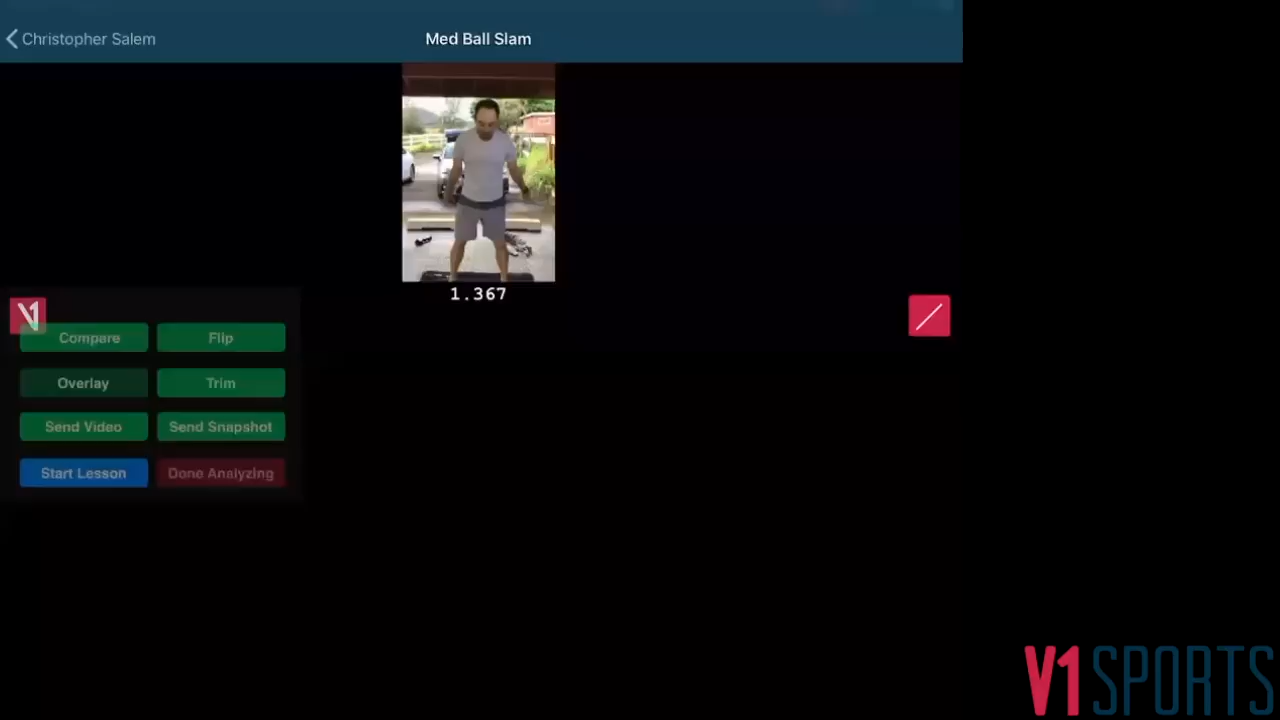 Christopher Salem
Med Ball Slam
1.367
V1
Compare
Flip
Overlay
Trim
Send Video
Send Snapshot
Start Lesson
Done Analyzing
V1 SPORTS